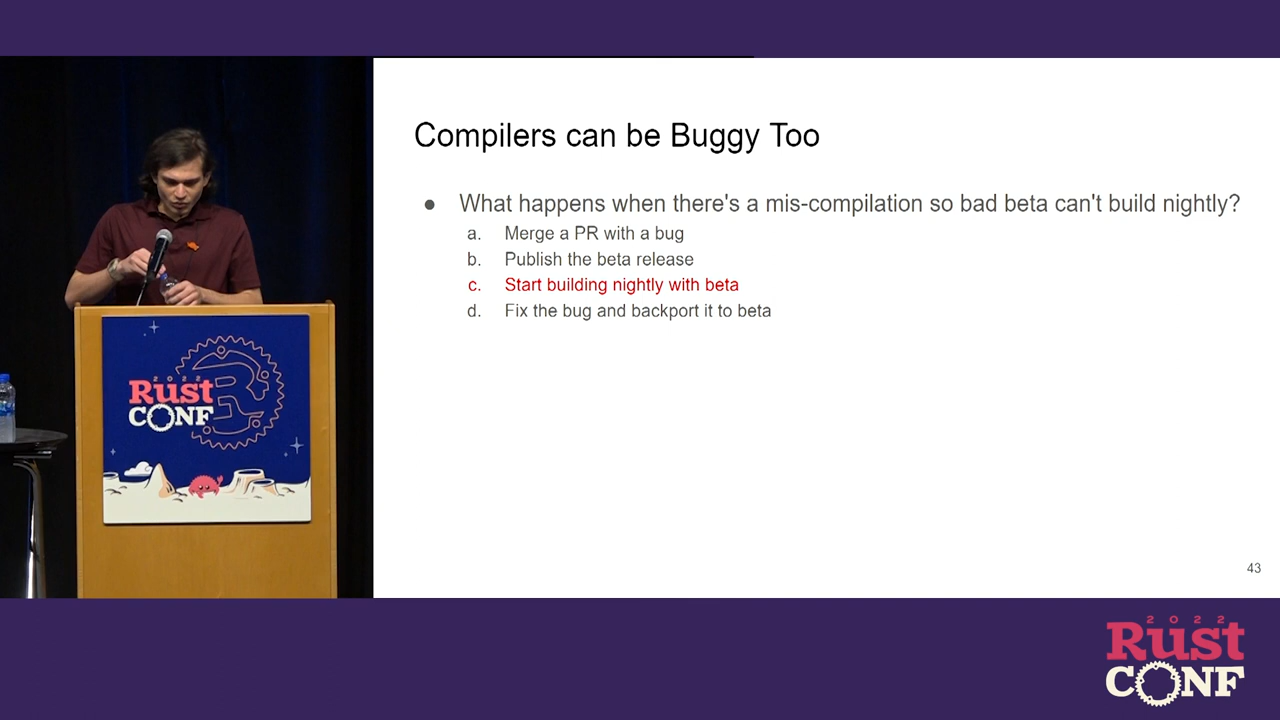 Compilers can be Buggy Too
● What happens when there's a mis-compilation so bad beta can't build nightly?
a. Merge a PR with a bug
b. Publish the beta release
c. Start building nightly with beta
d. Fix the bug and backport it to beta
2022
Rust
CONF
43
2022
Rust
CONF